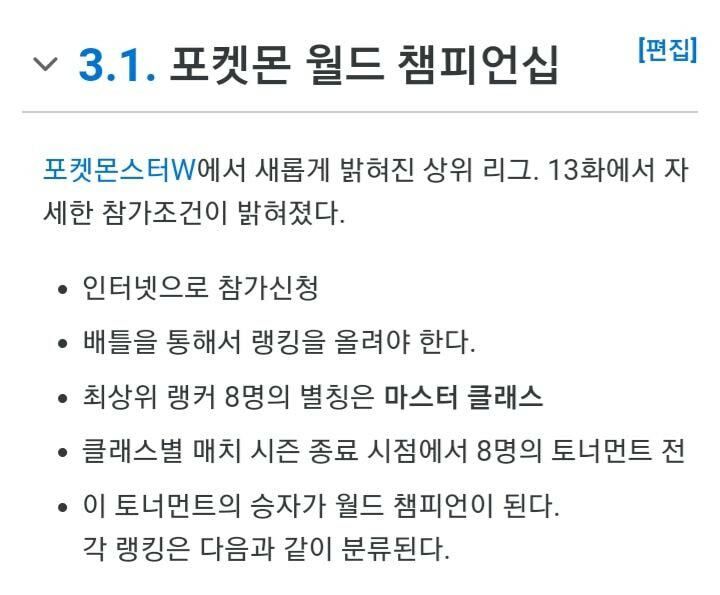 3.1. 포켓몬 월드 챔피언십 [편집]
포켓몬스터W에서 새롭게 밝혀진 상위 리그. 13화에서 자
세한 참가조건이 밝혀졌다.
• 인터넷으로 참가신청
• 배틀을 통해서 랭킹을 올려야 한다.
• 최상위 랭커 8명의 별칭은 마스터 클래스
• 클래스별 매치 시즌 종료 시점에서 8명의 토너먼트 전
• 이 토너먼트의 승자가 월드 챔피언이 된다.
각 랭킹은 다음과 같이 분류된다.